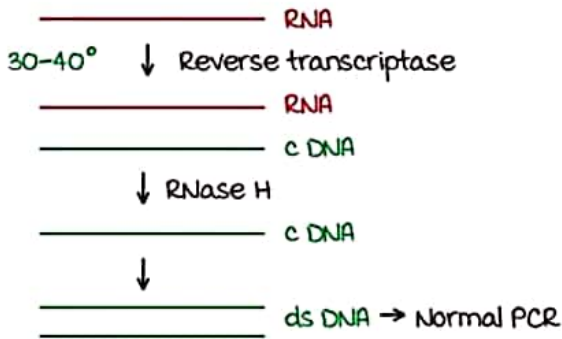 RNA
30-40° ↓ Reverse transcriptase
RNA
c DNA
↓ RNase H
c DNA
↓
ds DNA → Normal PCR